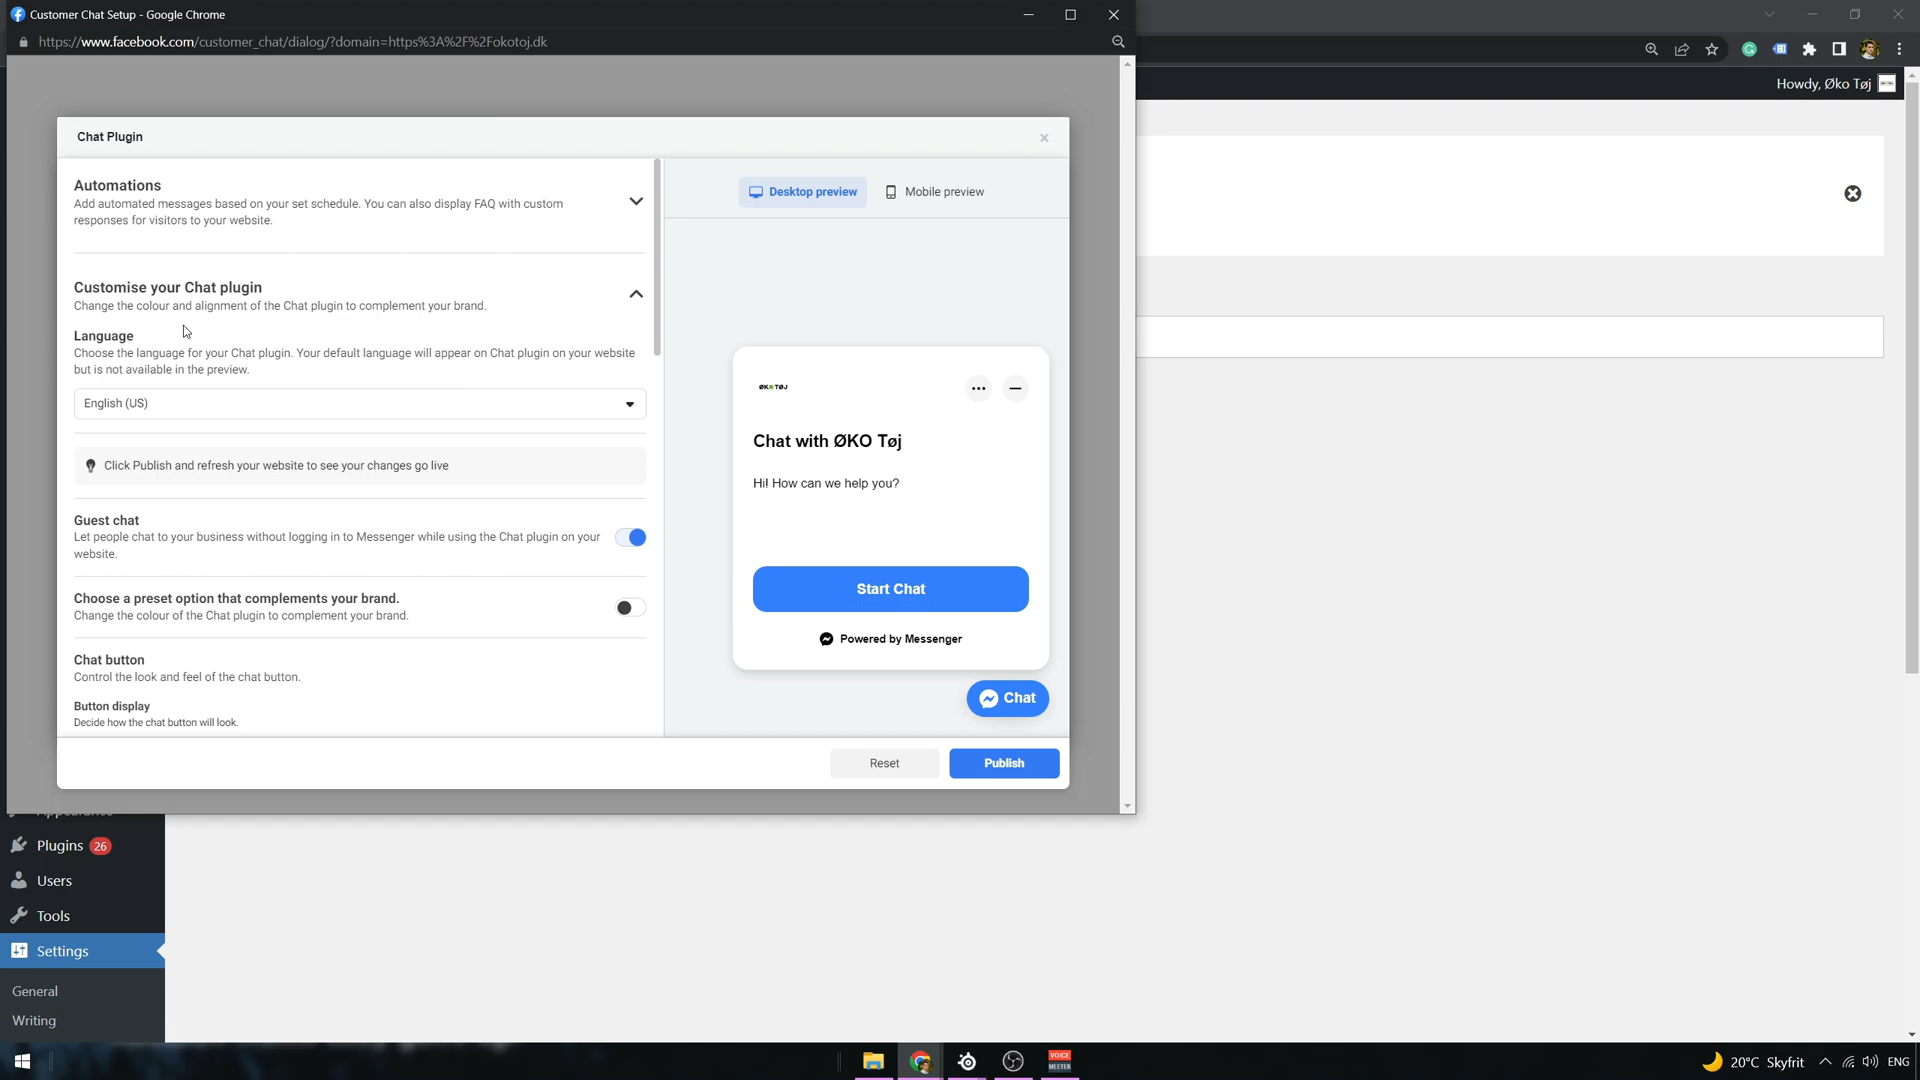 Customer Chat Setup - Google Chrome
https://www.facebook.com/customer_chat/dialog/?domain=https%3A%2F%2Fokotoj.dk
Howdy, Øko Tøj
Chat Plugin
Automations
Add automated messages based on your set schedule. You can also display FAQ with custom
responses for visitors to your website.
Customise your Chat plugin
Change the colour and alignment of the Chat plugin to complement your brand.
Language
Choose the language for your Chat plugin. Your default language will appear on Chat plugin on your website
but is not available in the preview.
English (US)
Click Publish and refresh your website to see your changes go live
Guest chat
Let people chat to your business without logging in to Messenger while using the Chat plugin on your
website.
Choose a preset option that complements your brand.
Change the colour of the Chat plugin to complement your brand.
Chat button
Control the look and feel of the chat button.
Button display
Decide how the chat button will look.
Desktop preview
Mobile preview
ØKO TØJ
Chat with ØKO Tøj
Hi! How can we help you?
Start Chat
Powered by Messenger
Chat
Reset
Publish
Appearance
Plugins 26
Users
Tools
Settings
General
Writing
VOICE
MEETER
20°C Skyfrit
ENG